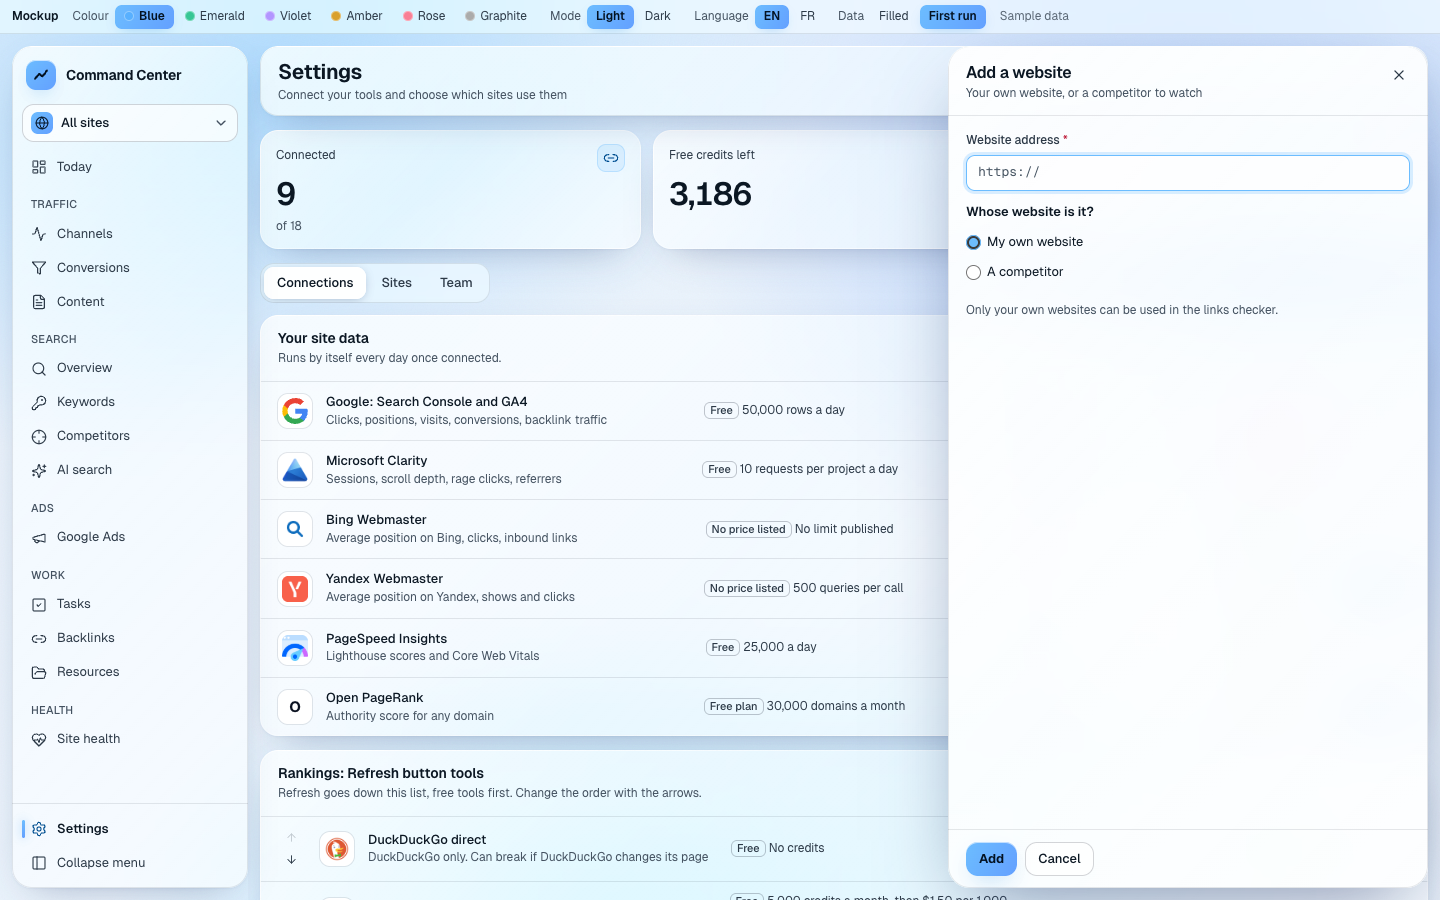 Mockup Colour Blue Emerald Violet Amber Rose Graphite Mode Light Dark Language EN FR Data Filled First run Sample data
Command Center
All sites
Today
TRAFFIC
Channels
Conversions
Content
SEARCH
Overview
Keywords
Competitors
AI search
ADS
Google Ads
WORK
Tasks
Backlinks
Resources
HEALTH
Site health
Settings
Collapse menu
Settings
Connect your tools and choose which sites use them
Connected
9
of 18
Free credits left
3,186
Connections Sites Team
Your site data
Runs by itself every day once connected.
Google: Search Console and GA4
Clicks, positions, visits, conversions, backlink traffic
Free 50,000 rows a day
Microsoft Clarity
Sessions, scroll depth, rage clicks, referrers
Free 10 requests per project a day
Bing Webmaster
Average position on Bing, clicks, inbound links
No price listed No limit published
Yandex Webmaster
Average position on Yandex, shows and clicks
No price listed 500 queries per call
PageSpeed Insights
Lighthouse scores and Core Web Vitals
Free 25,000 a day
O
Open PageRank
Authority score for any domain
Free plan 30,000 domains a month
Rankings: Refresh button tools
Refresh goes down this list, free tools first. Change the order with the arrows.
DuckDuckGo direct
DuckDuckGo only. Can break if DuckDuckGo changes its page
Free No credits
Free 5,000 credits a month, then $1.50 per 1,000
Add a website
Your own website, or a competitor to watch
Website address *
https://
Whose website is it?
My own website
A competitor
Only your own websites can be used in the links checker.
Add Cancel